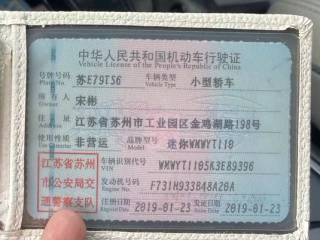 中华人民共和国机动车行驶证
Vehicle License of the People's Republic of China
号牌号码 苏E79T56 车辆类型 小型轿车
Plate No. Vehicle Type
所有人 宋彬
Owner
住址 江苏省苏州市工业园区金鸡湖路198号
Address
使用性质 非营运 品牌型号 迷你WMWYT110
Use Character Model
江苏省苏州 车辆识别代号 WMWYT1105K3E89396
VIN
市公安局交 发动机号码 F731H933848A20A
Engine No.
通警察支队 注册日期 2019-01-23 发证日期 2019-01-23
Register Date Issue Date